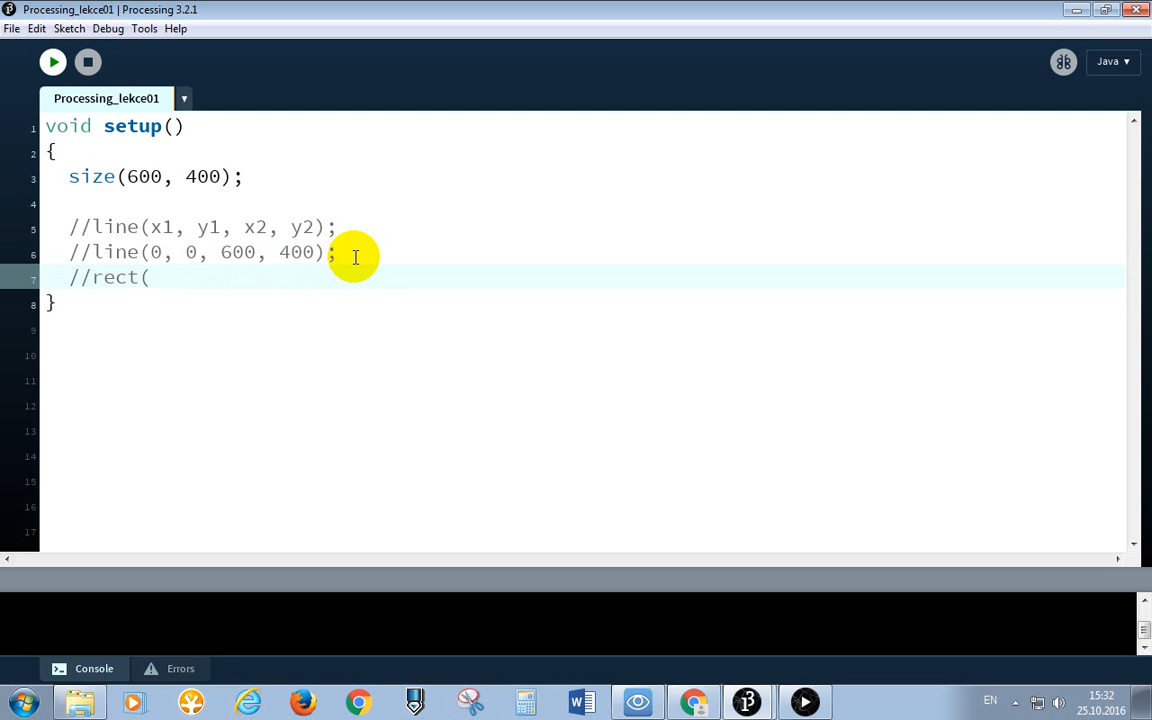 Processing_lekce01 | Processing 3.2.1
File Edit Sketch Debug Tools Help
Java ▾
Processing_lekce01 ▾
1 void setup()
2 {
3 size(600, 400);
4
5 //line(x1, y1, x2, y2);
6 //line(0, 0, 600, 400);
7 //rect(
8 }
9
10
11
12
13
14
15
16
17
Console Errors
EN
15:32
25.10.2016